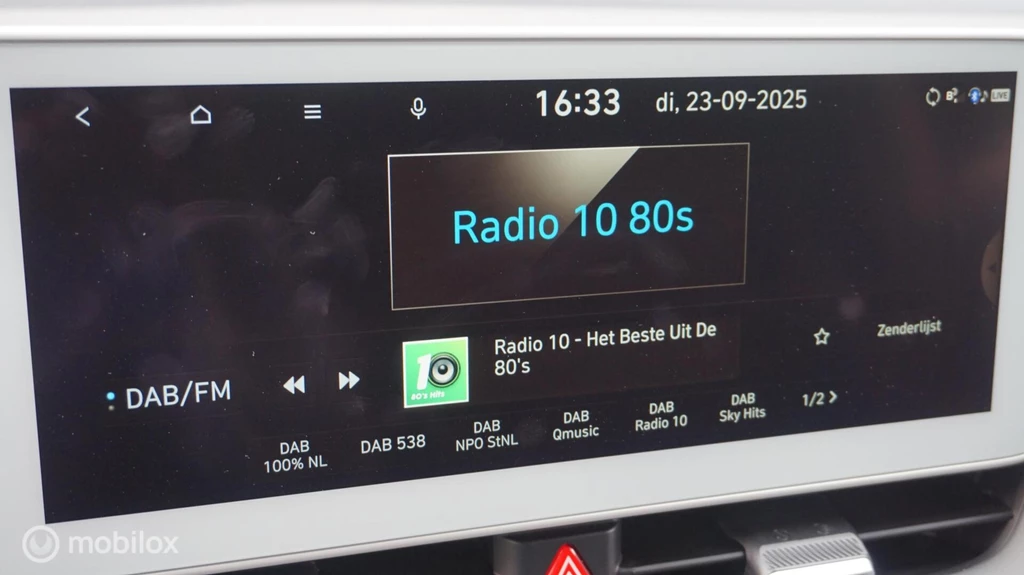 16:33 di, 23-09-2025
LIVE
Radio 10 80s
Radio 10 - Het Beste Uit De
80's
Zenderlijst
DAB/FM
10
80's Hits
DAB
100% NL
DAB 538
DAB
NPO StNL
DAB
Qmusic
DAB
Radio 10
DAB
Sky Hits
1/2
mobilox